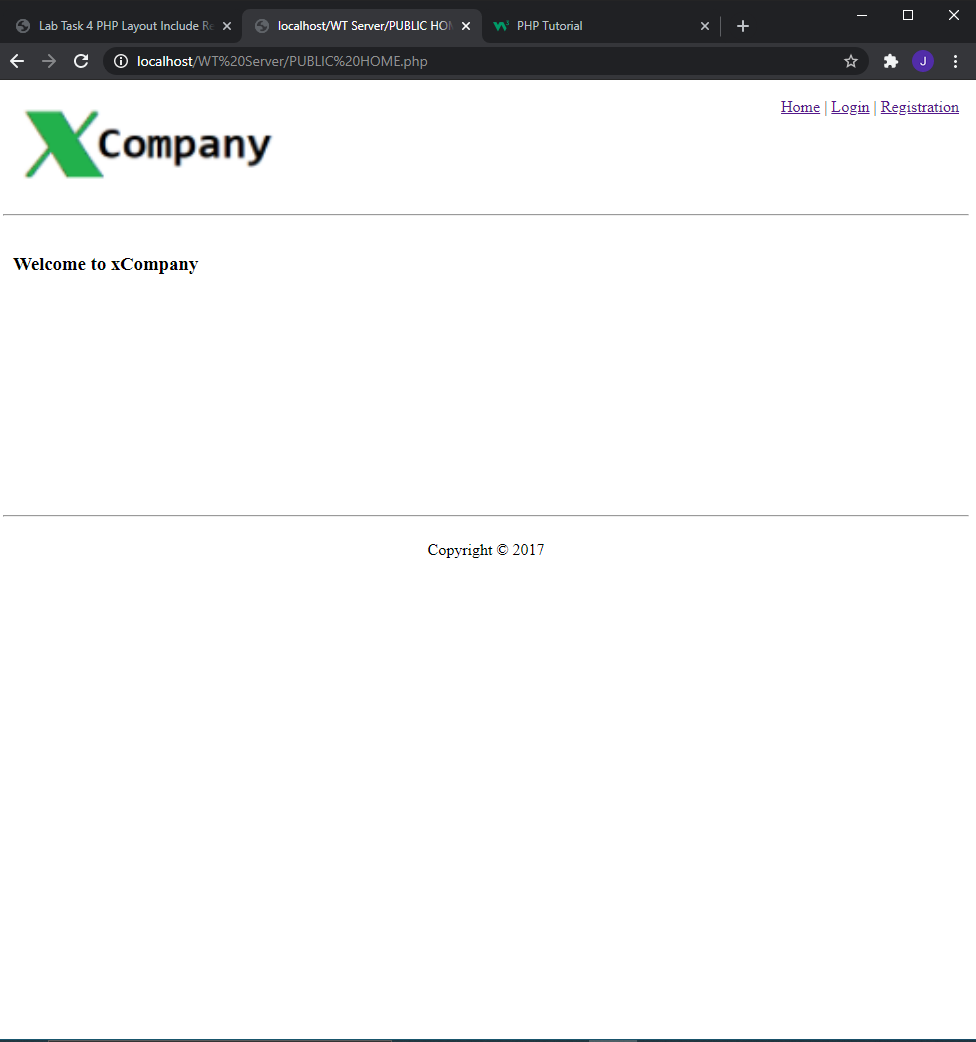 Lab Task 4 PHP Layout Include Re
localhost/WT Server/PUBLIC HOM
PHP Tutorial
localhost/WT%20Server/PUBLIC%20HOME.php
J
Home | Login | Registration
XCompany
Welcome to xCompany
Copyright © 2017